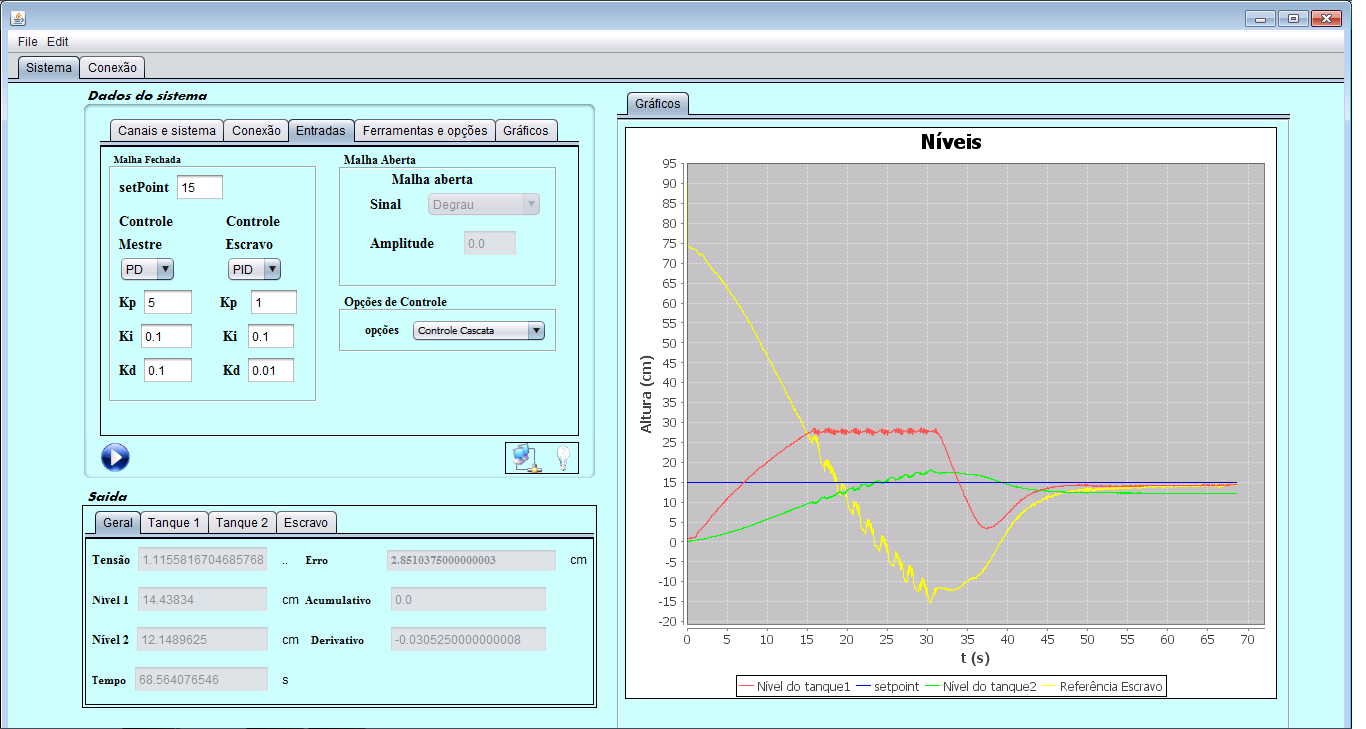 File Edit
Sistema Conexão
Dados do sistema
Canais e sistema Conexão Entradas Ferramentas e opções Gráficos
Malha Fechada
setPoint 15
Controle Controle
Mestre Escravo
PD PID
Kp 5 Kp 1
Ki 0.1 Ki 0.1
Kd 0.1 Kd 0.01
Malha Aberta
Malha aberta
Sinal Degrau
Amplitude 0.0
Opções de Controle
opções Controle Cascata
Saida
Geral Tanque 1 Tanque 2 Escravo
Tensão 1.1155816704685768 .. Erro 2.8510375000000003 cm
Nível 1 14.43834 cm Acumulativo 0.0
Nível 2 12.1489625 cm Derivativo -0.0305250000000008
Tempo 68.564076546 s
Gráficos
Níveis
95
90
85
80
75
70
65
60
55
50
45
40
35
30
25
20
15
10
5
0
-5
-10
-15
-20
Altura (cm)
0 5 10 15 20 25 30 35 40 45 50 55 60 65 70
t (s)
Nível do tanque1 setpoint Nível do tanque2 Referência Escravo